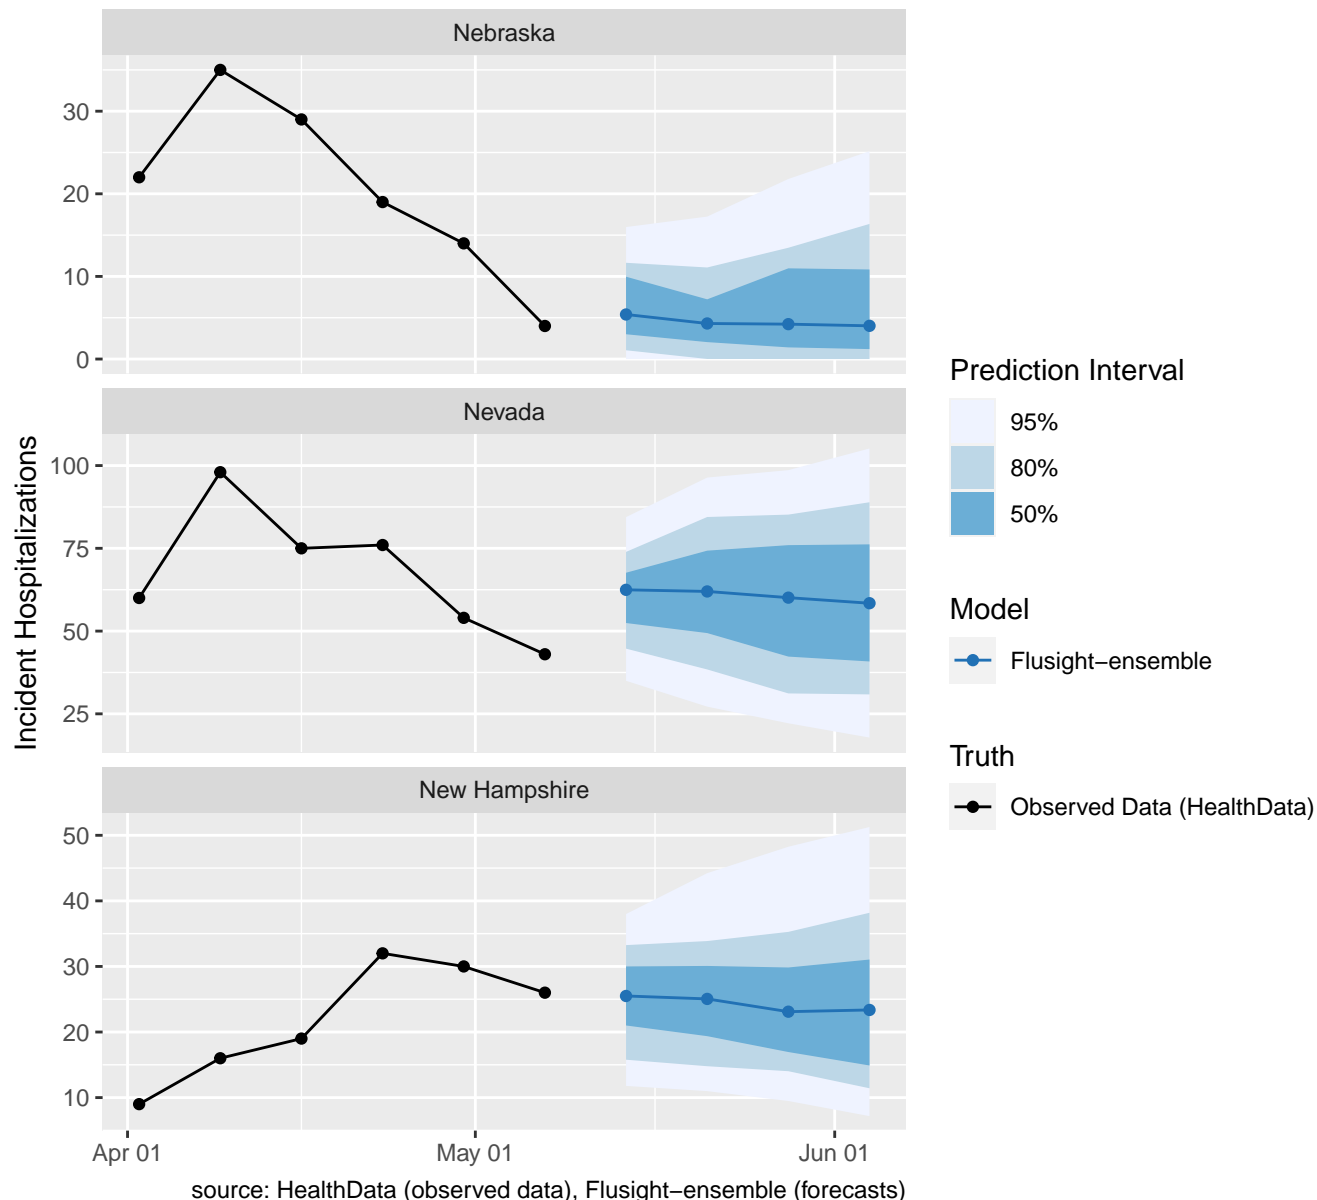 Nebraska
30
20
10
0
Nevada
100
75
50
25
New Hampshire
50
40
30
20
10
Apr 01
May 01
Jun 01
Incident Hospitalizations
source: HealthData (observed data), Flusight−ensemble (forecasts)
Prediction Interval
95%
80%
50%
Model
Flusight−ensemble
Truth
Observed Data (HealthData)